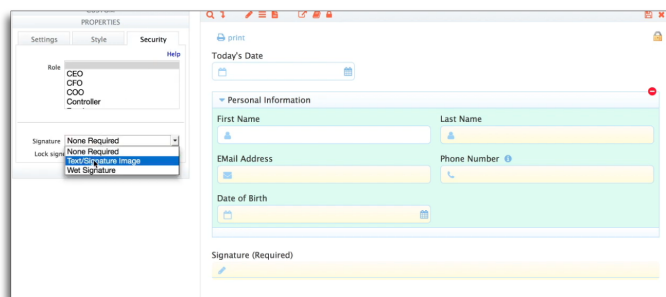 PROPERTIES
Settings Style Security
Help
Role
CEO
CFO
COO
Controller
Signature None Required
None Required
Text/Signature Image
Wet Signature
Lock
print
Today's Date
Personal Information
First Name Last Name
EMail Address Phone Number
Date of Birth
Signature (Required)